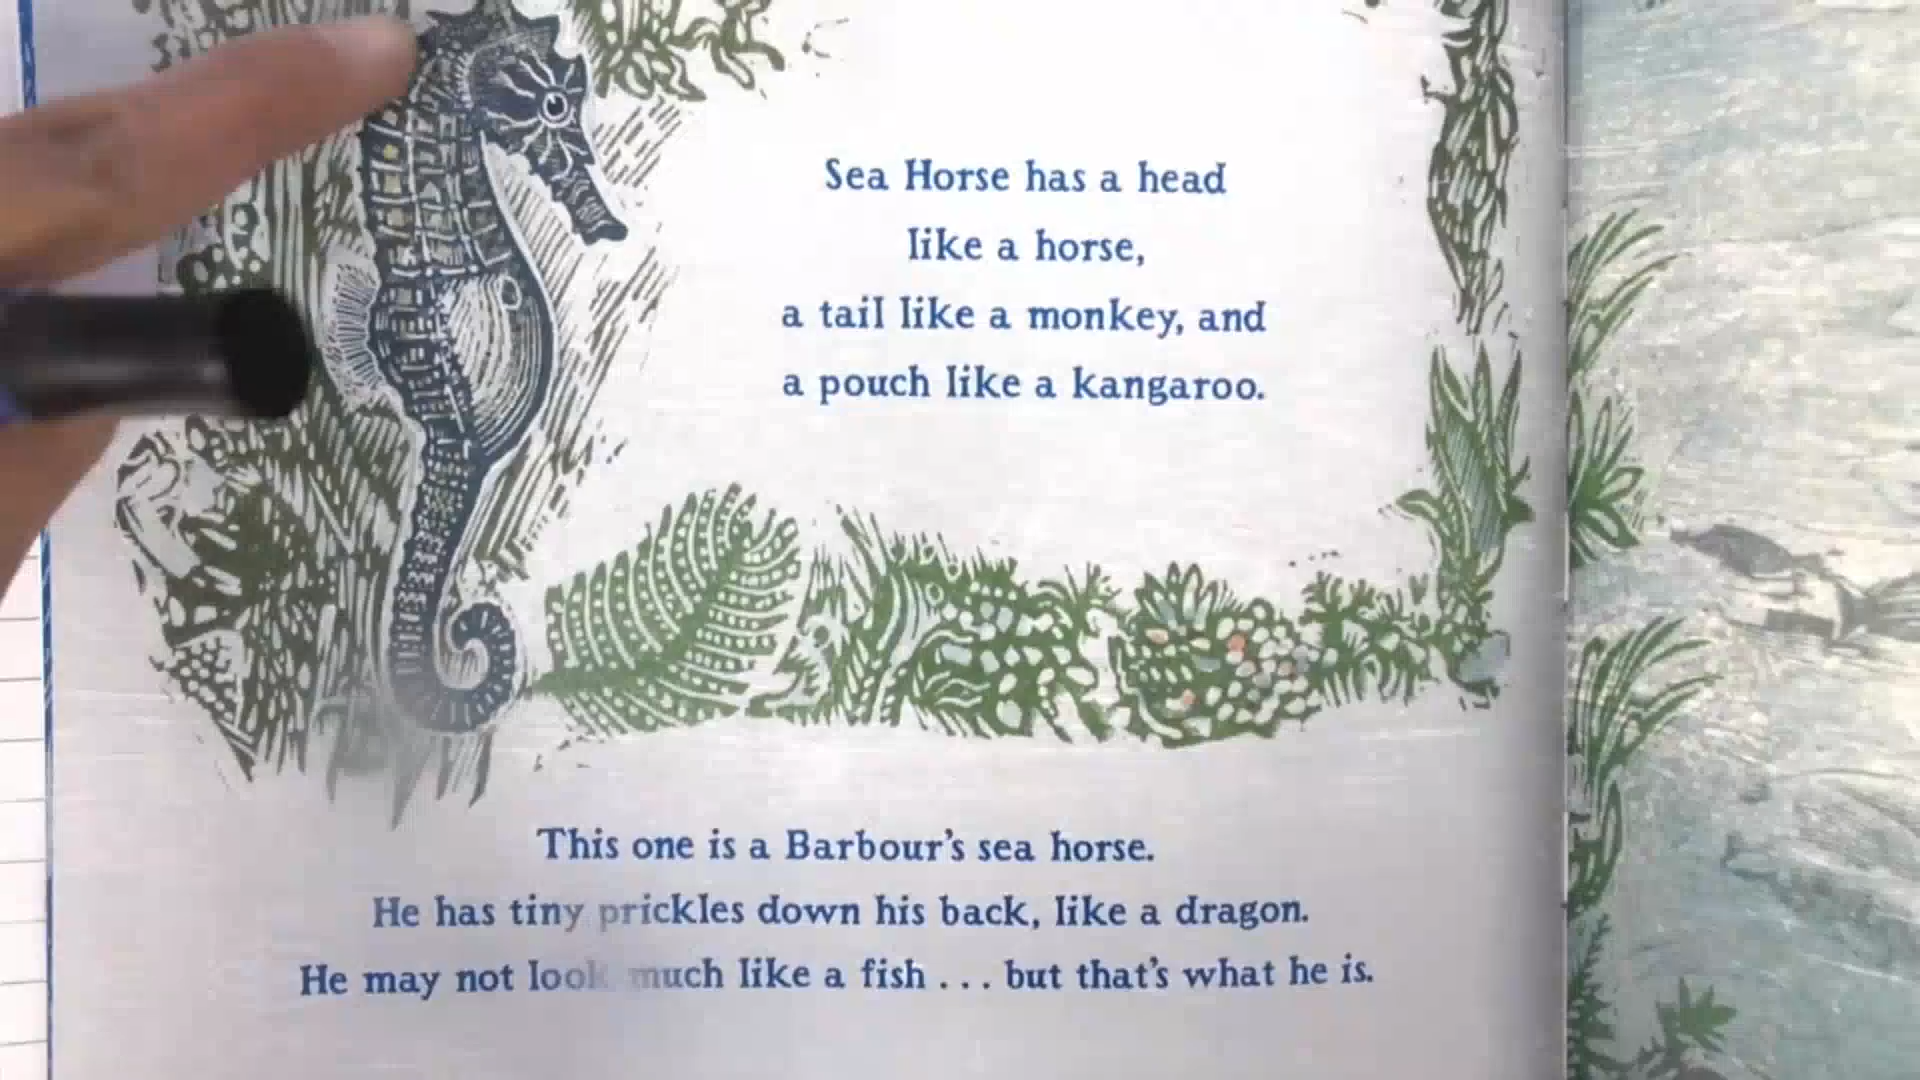 Sea Horse has a head
like a horse,
a tail like a monkey, and
a pouch like a kangaroo.
This one is a Barbour's sea horse.
He has tiny prickles down his back, like a dragon.
He may not look much like a fish . . . but that's what he is.